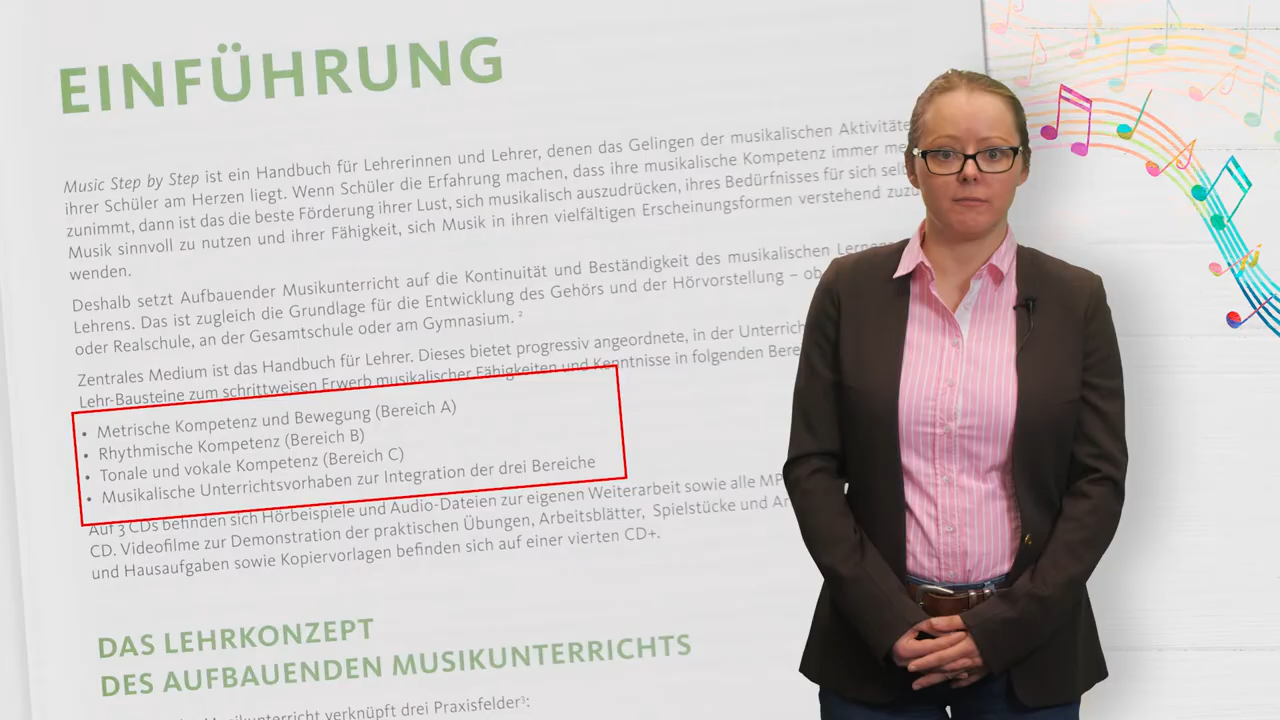 EINFÜHRUNG
Music Step by Step ist ein Handbuch für Lehrerinnen und Lehrer, denen das Gelingen der musikalischen
ihrer Schüler am Herzen liegt. Wenn Schüler die Erfahrung machen, dass ihre musikalische Kompetenz immer
zunimmt, dann ist das die beste Förderung ihrer Lust, sich musikalisch auszudrücken, ihres Bedürfnisses für sich
Musik sinnvoll zu nutzen und ihrer Fähigkeit, sich Musik in ihren vielfältigen Erscheinungsformen verstehend
wenden.
Deshalb setzt Aufbauender Musikunterricht auf die Kontinuität und Beständigkeit des musikalischen
Lehrens. Das ist zugleich die Grundlage für die Entwicklung des Gehörs und der Hörvorstellung – ob
oder Realschule, an der Gesamtschule oder am Gymnasium. ²
Zentrales Medium ist das Handbuch für Lehrer. Dieses bietet progressiv angeordnete, in der
Lehr-Bausteine zum schrittweisen Erwerb musikalischer Fähigkeiten und Kenntnisse in folgenden
• Metrische Kompetenz und Bewegung (Bereich A)
• Rhythmische Kompetenz (Bereich B)
• Tonale und vokale Kompetenz (Bereich C)
• Musikalische Unterrichtsvorhaben zur Integration der drei Bereiche
Auf 3 CDs befinden sich Hörbeispiele und Audio-Dateien zur eigenen Weiterarbeit sowie alle
CD. Videofilme zur Demonstration der praktischen Übungen, Arbeitsblätter, Spielstücke und
und Hausaufgaben sowie Kopiervorlagen befinden sich auf einer vierten CD+.
DAS LEHRKONZEPT
DES AUFBAUENDEN MUSIKUNTERRICHTS
Musikunterricht verknüpft drei Praxisfelder³: